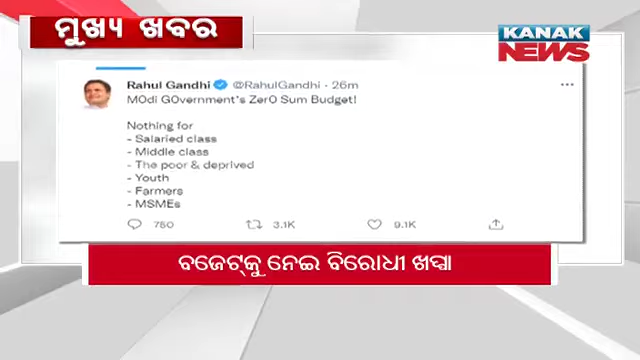 ମୁଖ୍ୟ ଖବର
KANAK
NEWS
Rahul Gandhi @RahulGandhi · 26m
M0di G0vernment's Zer0 Sum Budget!
Nothing for
- Salaried class
- Middle class
- The poor & deprived
- Youth
- Farmers
- MSMEs
750 3.1K 9.1K
ବଜେଟ୍‌କୁ ନେଇ ବିରୋଧୀ ଖପ୍ପା